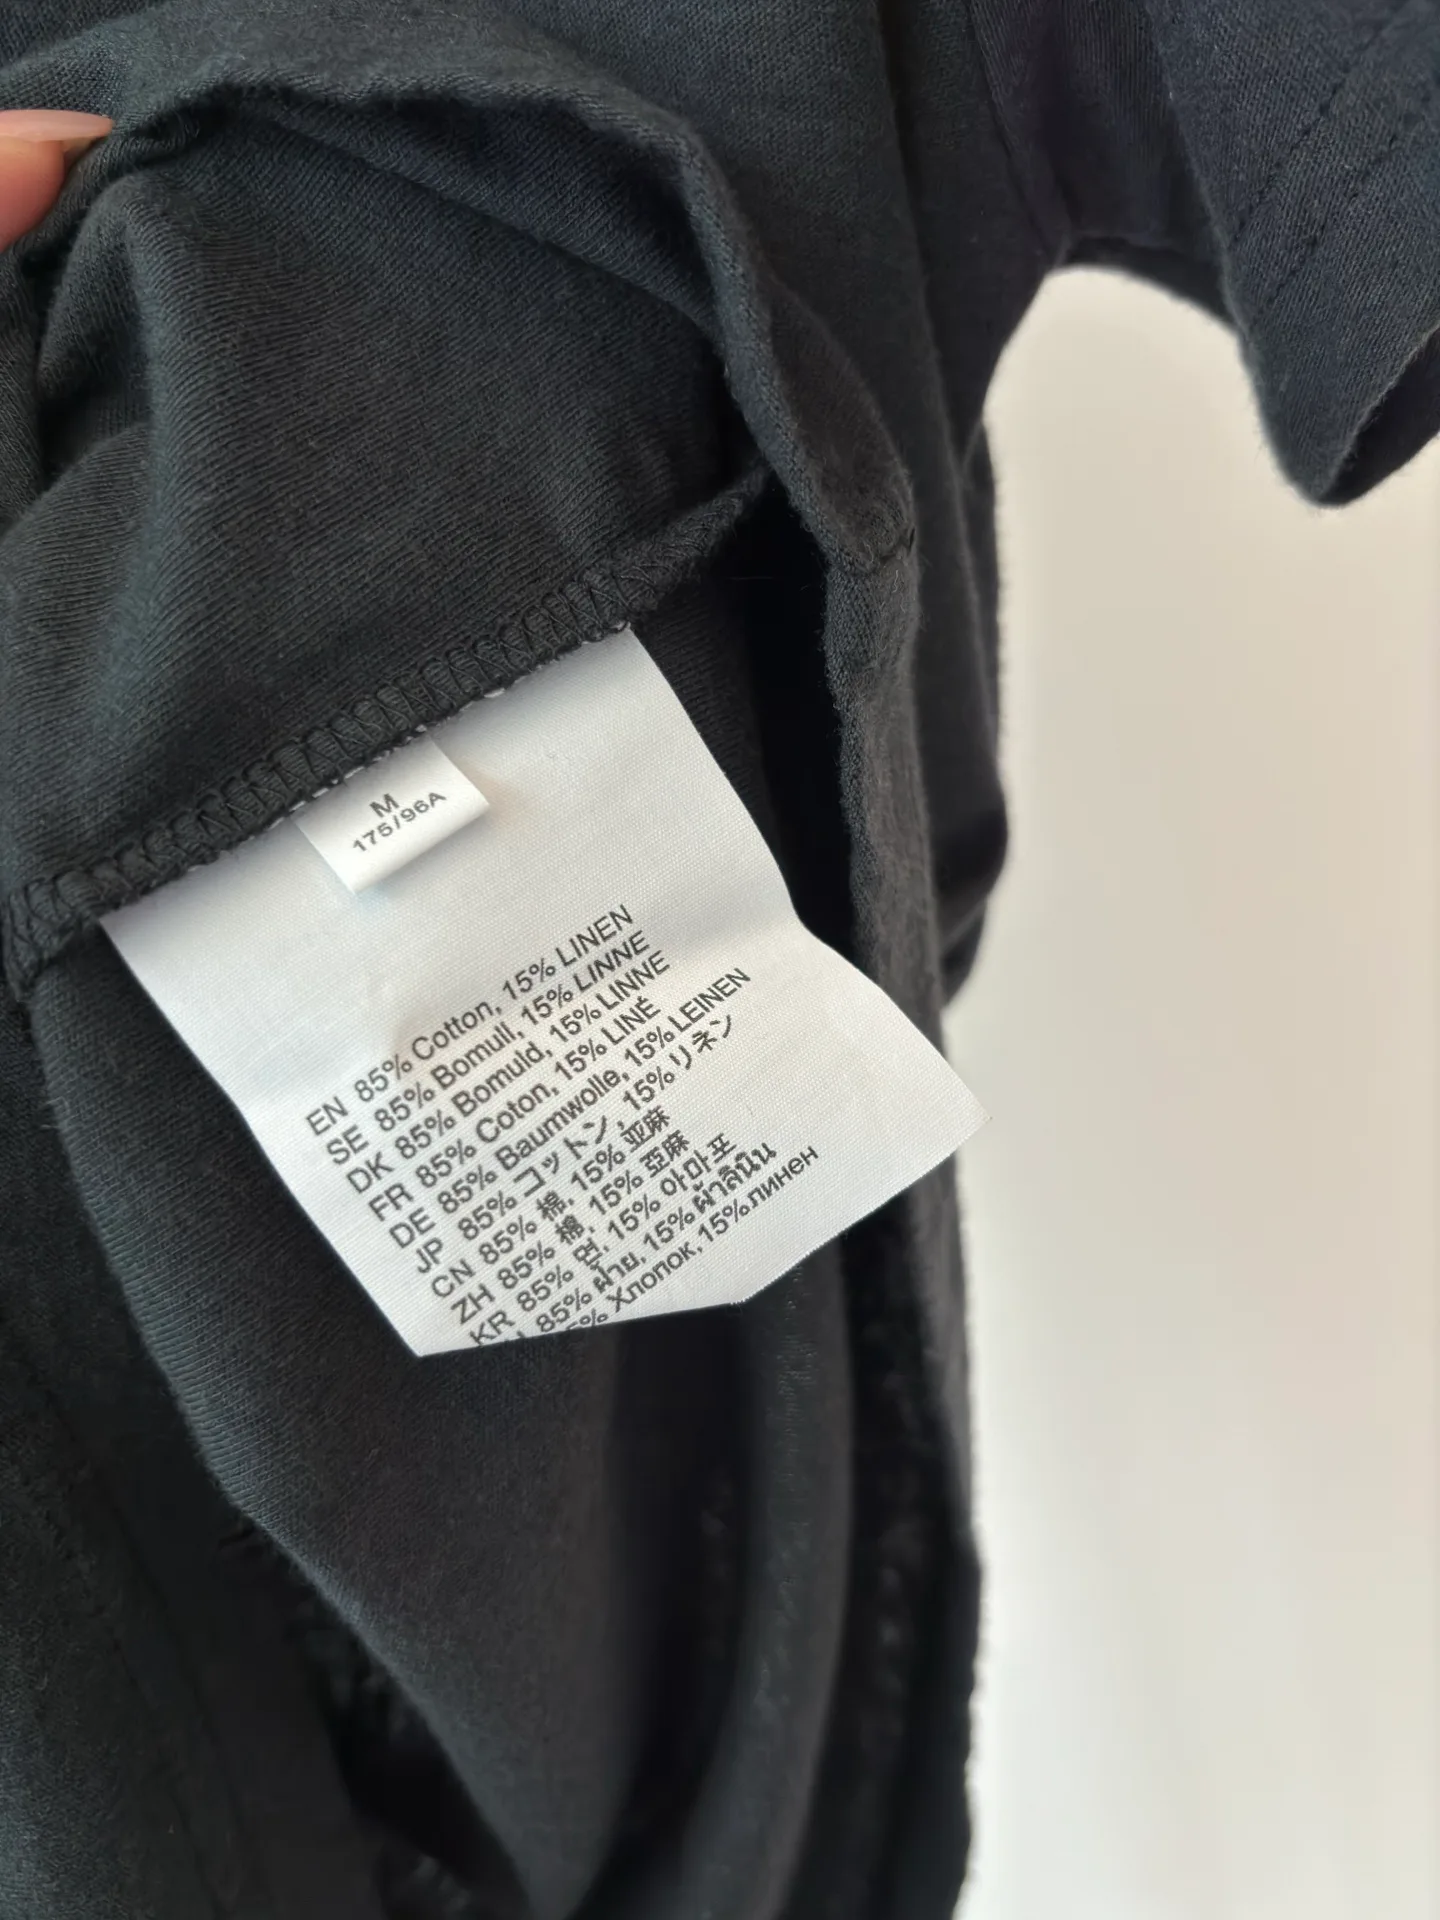 M
175/96A
EN 85% Cotton, 15% LINEN
SE 85% Bomull, 15% LINNE
DK 85% Bomuld, 15% LINNE
FR 85% Coton, 15% LINÉ
DE 85% Baumwolle, 15% LEINEN
JP 85% コットン, 15% リネン
CN 85% 棉, 15% 亚麻
ZH 85% 棉, 15% 亞麻
KR 85% 면, 15% 아마포
85% ฝ้าย, 15% ผ้าลินิน
Хлопок, 15% линен